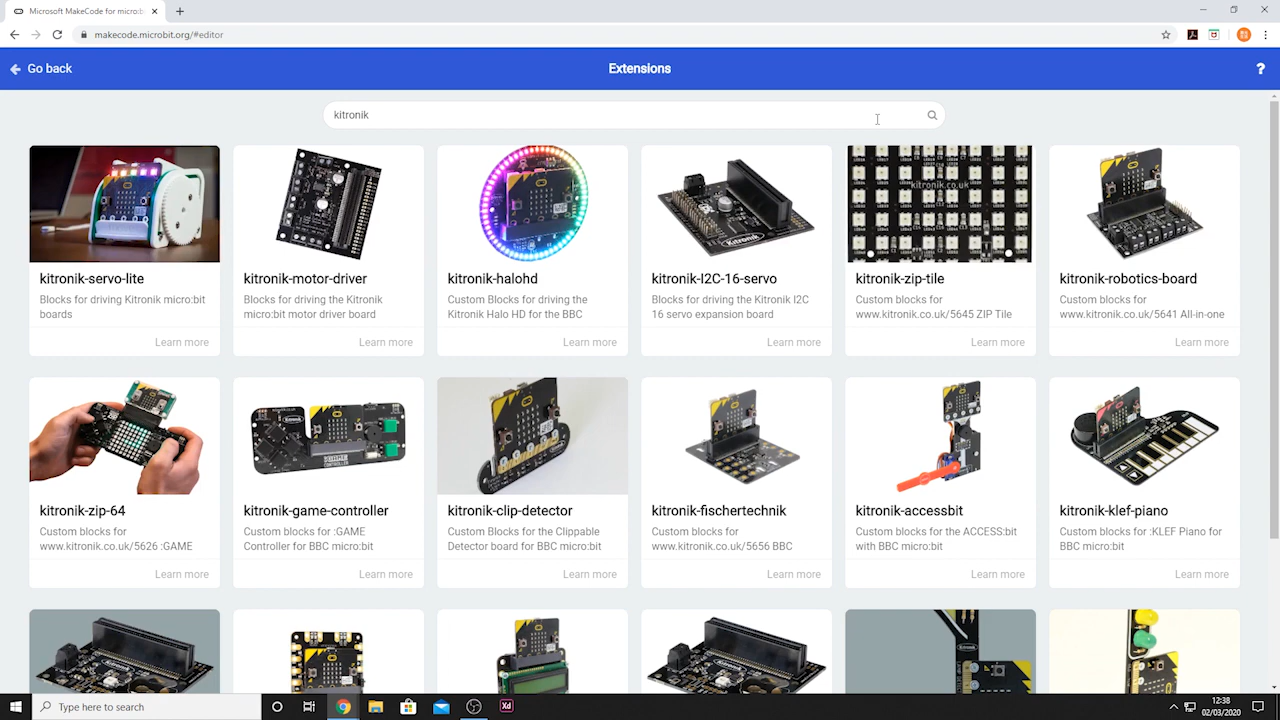 Microsoft MakeCode for micro:b
makecode.microbit.org/#editor
Go back
Extensions
?
kitronik
kitronik.co.uk
kitronik-servo-lite
Blocks for driving Kitronik micro:bit
boards
Learn more
kitronik-motor-driver
Blocks for driving the Kitronik
micro:bit motor driver board
Learn more
kitronik-halohd
Custom Blocks for driving the
Kitronik Halo HD for the BBC
Learn more
kitronik-I2C-16-servo
Blocks for driving the Kitronik I2C
16 servo expansion board
Learn more
kitronik-zip-tile
Custom blocks for
www.kitronik.co.uk/5645 ZIP Tile
Learn more
kitronik-robotics-board
Custom blocks for
www.kitronik.co.uk/5641 All-in-one
Learn more
kitronik-zip-64
Custom blocks for
www.kitronik.co.uk/5626 :GAME
Learn more
kitronik-game-controller
Custom blocks for :GAME
Controller for BBC micro:bit
Learn more
kitronik-clip-detector
Custom Blocks for the Clippable
Detector board for BBC micro:bit
Learn more
kitronik-fischertechnik
Custom blocks for
www.kitronik.co.uk/5656 BBC
Learn more
kitronik-accessbit
Custom blocks for the ACCESS:bit
with BBC micro:bit
Learn more
kitronik-klef-piano
Custom blocks for :KLEF Piano for
BBC micro:bit
Learn more
Type here to search
Xd
12:38
02/03/2020